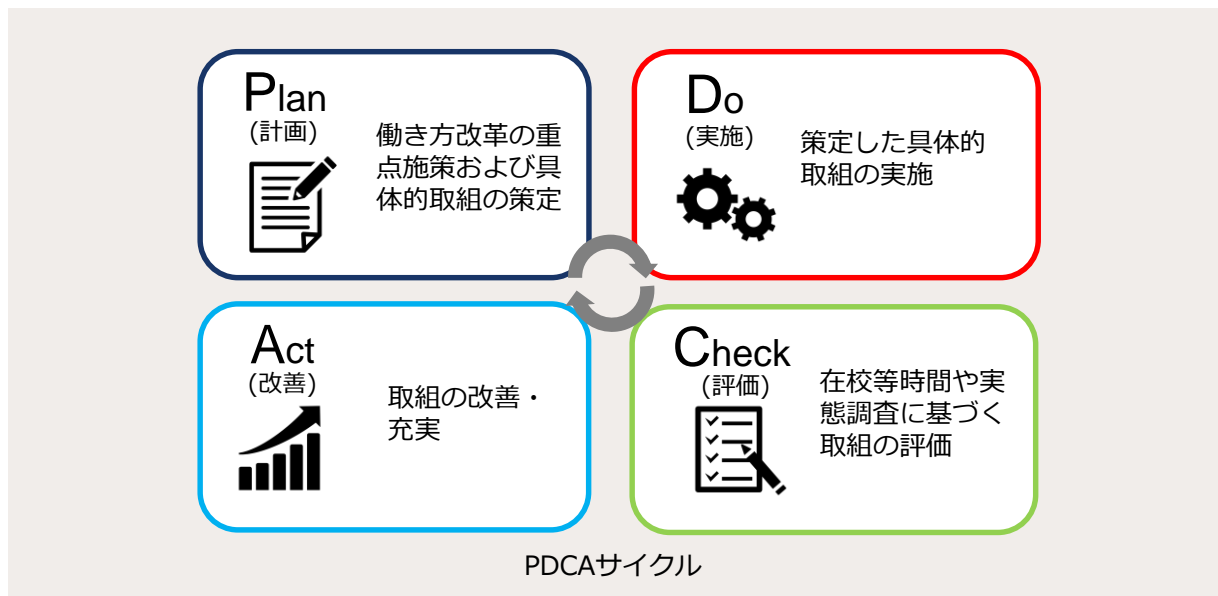 Plan
(計画)
働き方改革の重
点施策および具
体的取組の策定
Do
(実施)
策定した具体的
取組の実施
Act
(改善)
取組の改善・
充実
Check
(評価)
在校等時間や実
態調査に基づく
取組の評価
PDCAサイクル